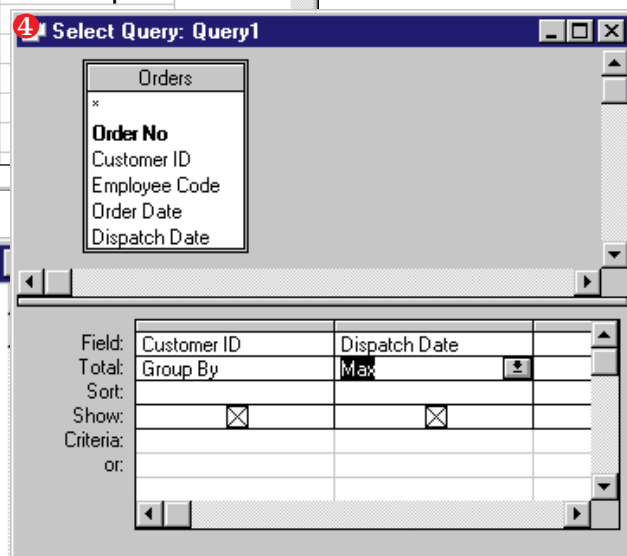 4 Select Query: Query1
Orders
*
Order No
Customer ID
Employee Code
Order Date
Dispatch Date
Field: Customer ID Dispatch Date
Total: Group By Max
Sort:
Show:
Criteria:
or: